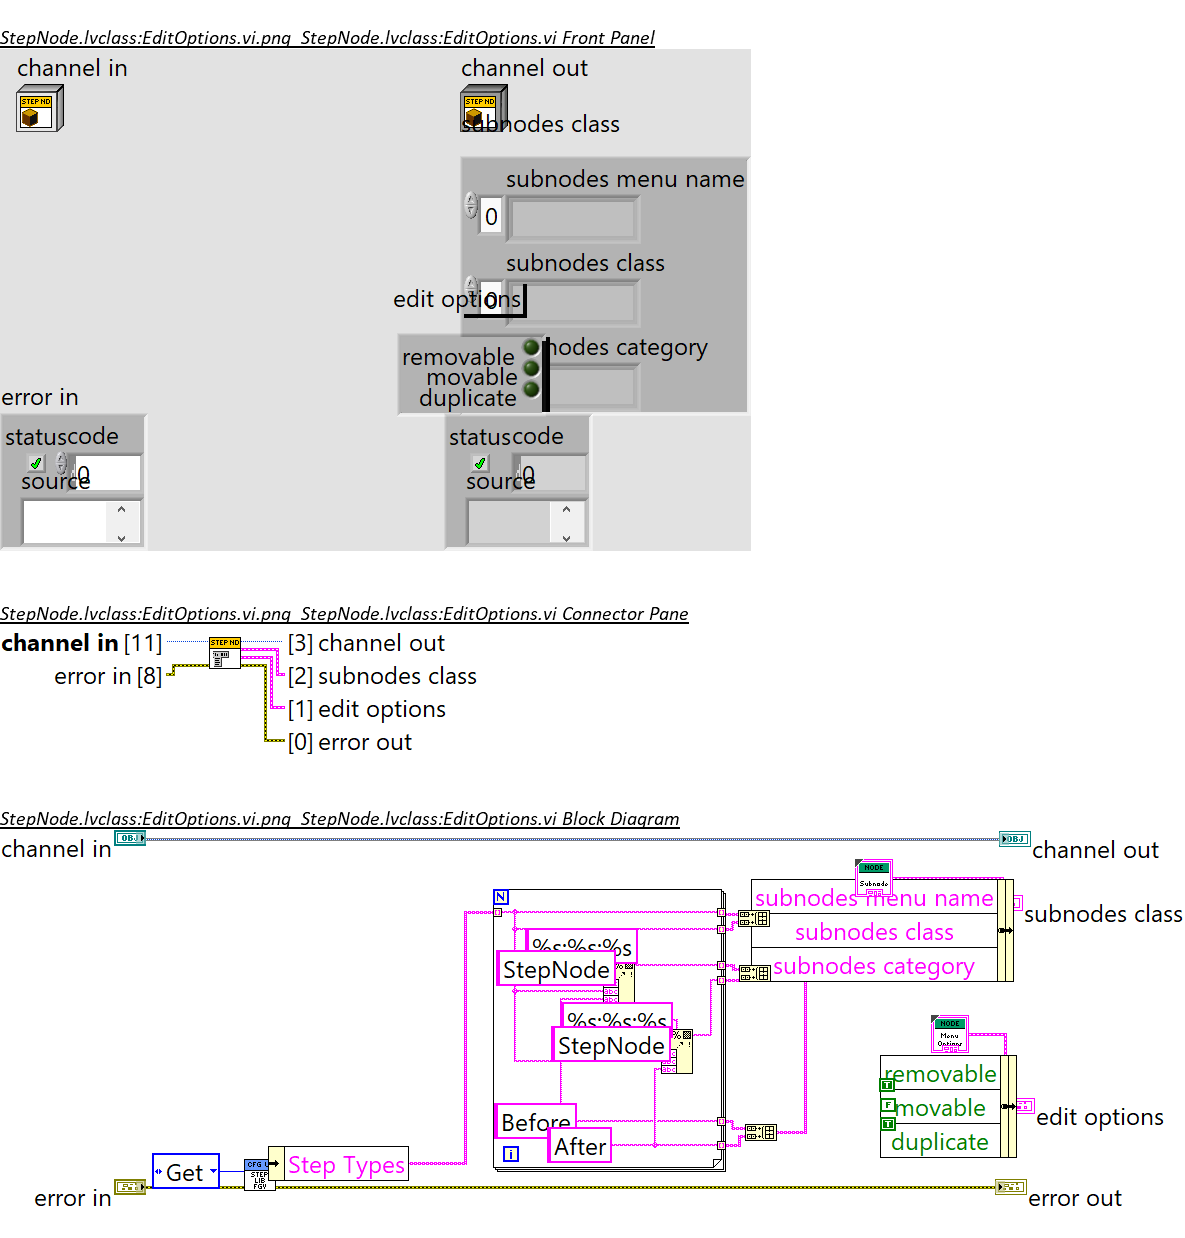 StepNode.lvclass:EditOptions.vi.png StepNode.lvclass:EditOptions.vi Front Panel
channel in
channel out
STEP ND
STEP ND
subnodes class
subnodes menu name
0
subnodes class
0
edit options
nodes category
removable
movable
duplicate
error in
status code
status code
0
0
source
source
StepNode.lvclass:EditOptions.vi.png StepNode.lvclass:EditOptions.vi Connector Pane
channel in [11]
STEP ND
[3] channel out
error in [8]
[2] subnodes class
[1] edit options
[0] error out
StepNode.lvclass:EditOptions.vi.png StepNode.lvclass:EditOptions.vi Block Diagram
OBJ
OBJ
channel in
channel out
NODE
Subnode
N
subnodes menu name
subnodes class
subnodes class
subnodes category
%s:%s:%s
StepNode
abc
abc
%s:%s:%s
StepNode
abc
NODE
Menu
Options
removable
T
F
movable
T
duplicate
edit options
Before
After
i
Get
CFG
STEP
LIB
FGV
Step Types
error in
error out